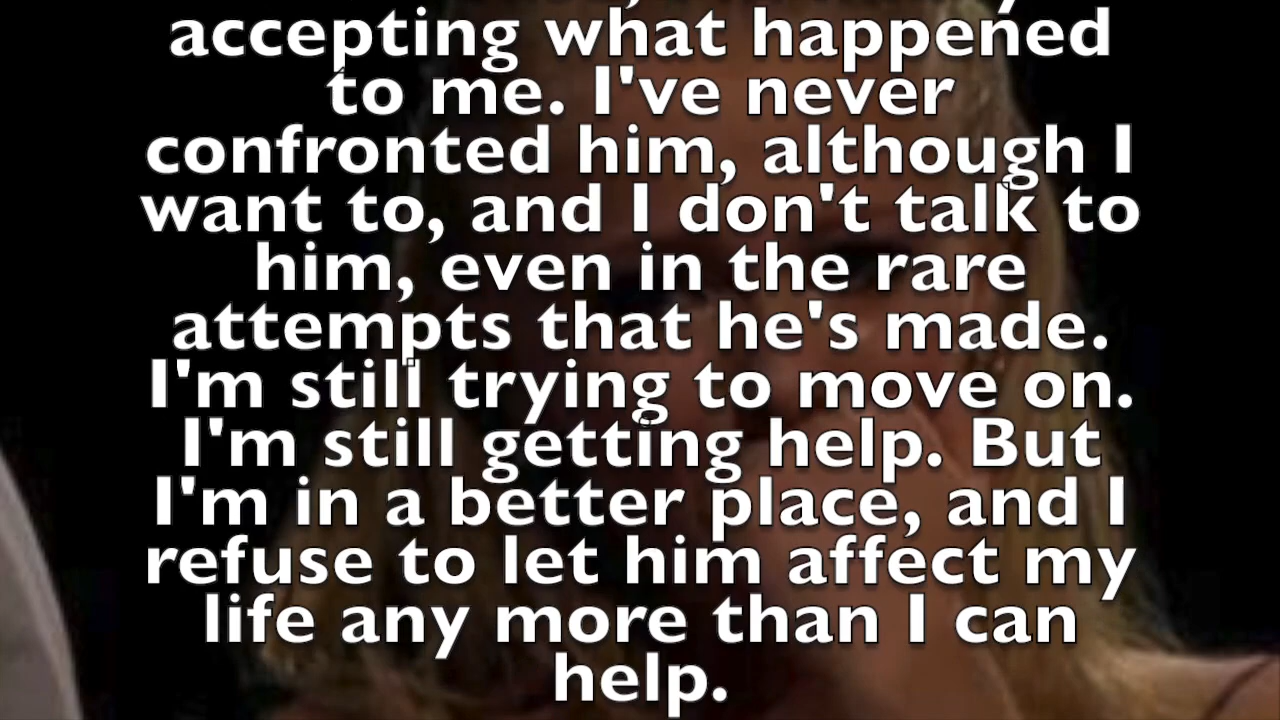 accepting what happened
to me. I've never
confronted him, although I
want to, and I don't talk to
him, even in the rare
attempts that he's made.
I'm still trying to move on.
I'm still getting help. But
I'm in a better place, and I
refuse to let him affect my
life any more than I can
help.